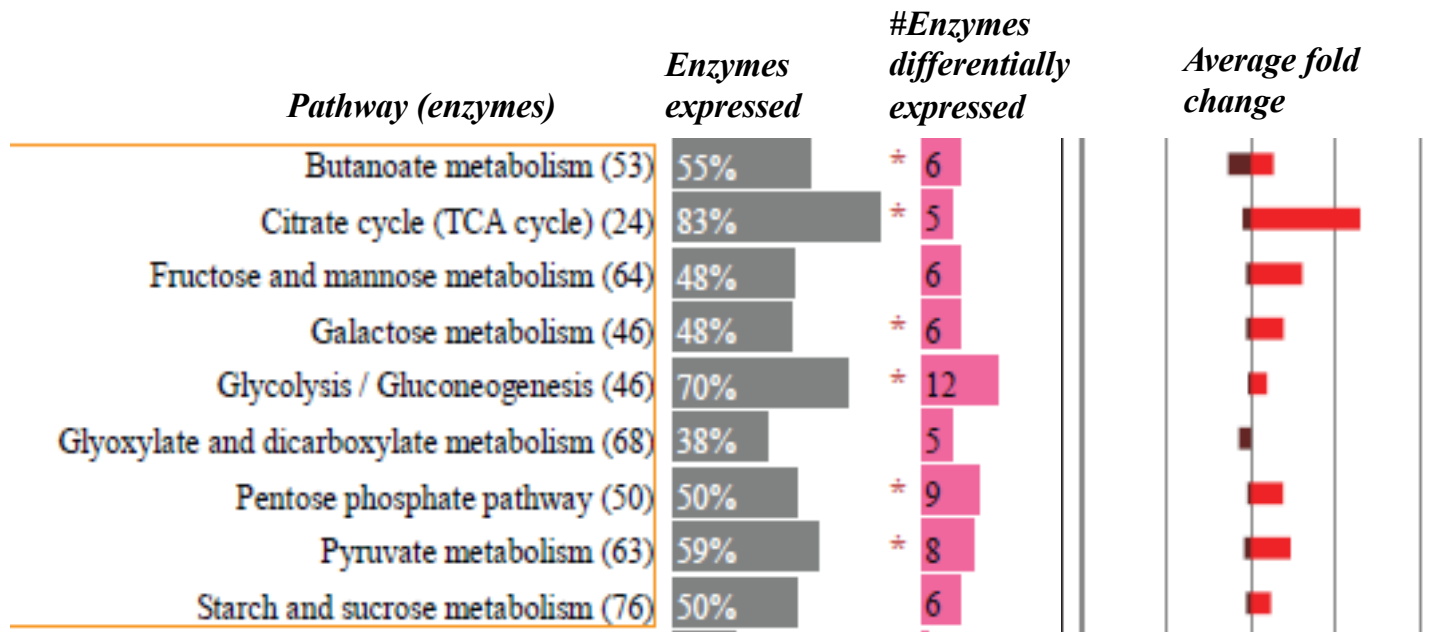 Pathway (enzymes)
Enzymes
expressed
#Enzymes
differentially
expressed
Average fold
change
Butanoate metabolism (53) 55% * 6
Citrate cycle (TCA cycle) (24) 83% * 5
Fructose and mannose metabolism (64) 48% 6
Galactose metabolism (46) 48% * 6
Glycolysis / Gluconeogenesis (46) 70% * 12
Glyoxylate and dicarboxylate metabolism (68) 38% 5
Pentose phosphate pathway (50) 50% * 9
Pyruvate metabolism (63) 59% * 8
Starch and sucrose metabolism (76) 50% 6